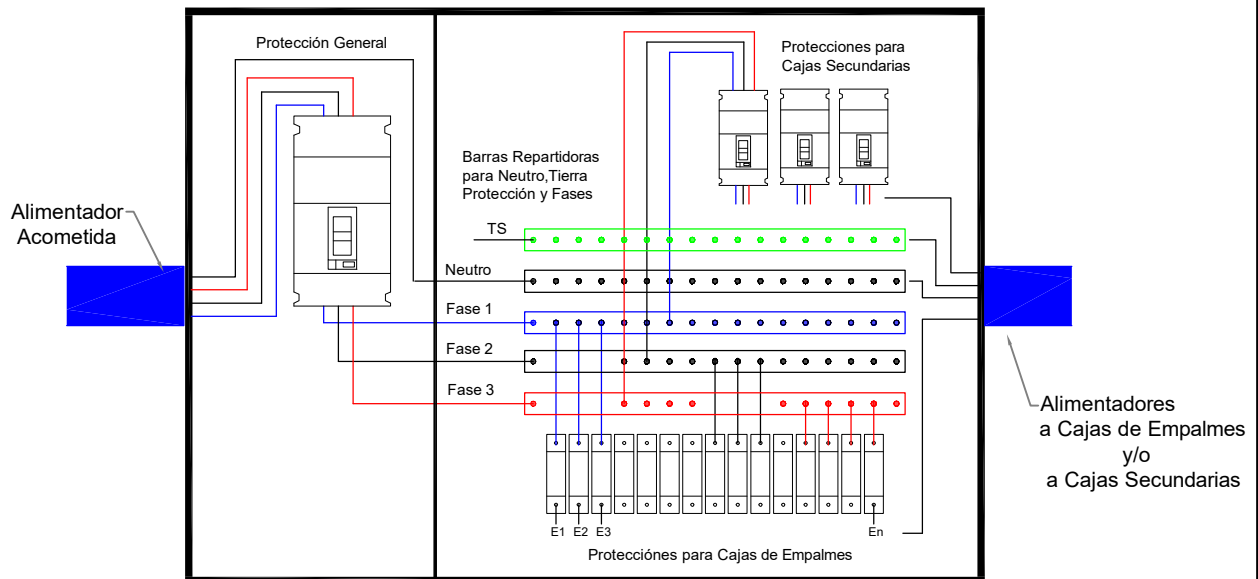 Protección General
Protecciones para
Cajas Secundarias
Barras Repartidoras
para Neutro,Tierra
Protección y Fases
Alimentador
Acometida
TS
Neutro
Fase 1
Fase 2
Fase 3
Alimentadores
a Cajas de Empalmes
y/o
a Cajas Secundarias
E1
E2
E3
En
Protecciónes para Cajas de Empalmes